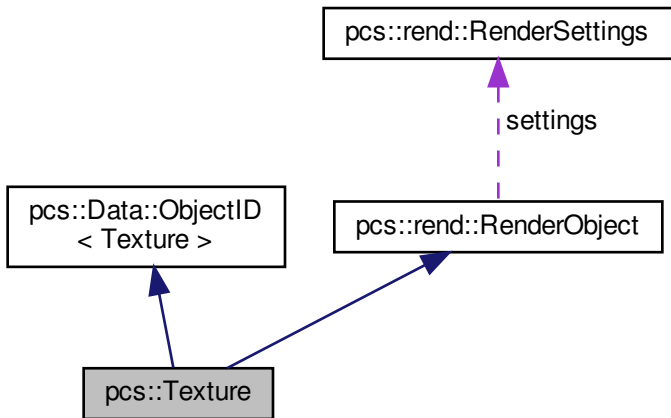 pcs::rend::RenderSettings
settings
pcs::Data::ObjectID
< Texture >
pcs::rend::RenderObject
pcs::Texture